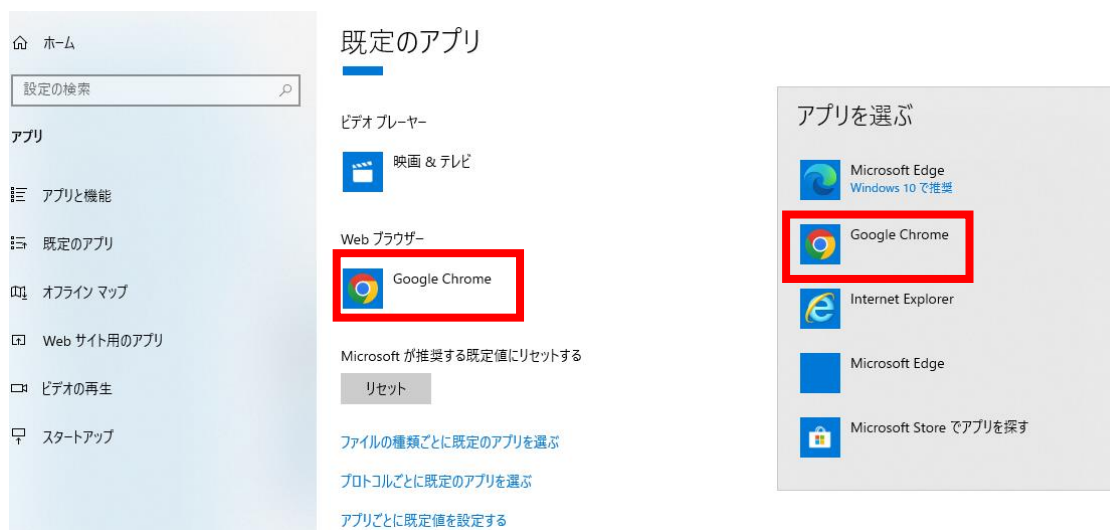 ホーム
設定の検索
アプリ
アプリと機能
既定のアプリ
オフライン マップ
Web サイト用のアプリ
ビデオの再生
スタートアップ
既定のアプリ
ビデオ プレーヤー
映画 & テレビ
Web ブラウザー
Google Chrome
Microsoft が推奨する既定値にリセットする
リセット
ファイルの種類ごとに既定のアプリを選ぶ
プロトコルごとに既定のアプリを選ぶ
アプリごとに既定値を設定する
アプリを選ぶ
Microsoft Edge
Windows 10 で推奨
Google Chrome
Internet Explorer
Microsoft Edge
Microsoft Store でアプリを探す